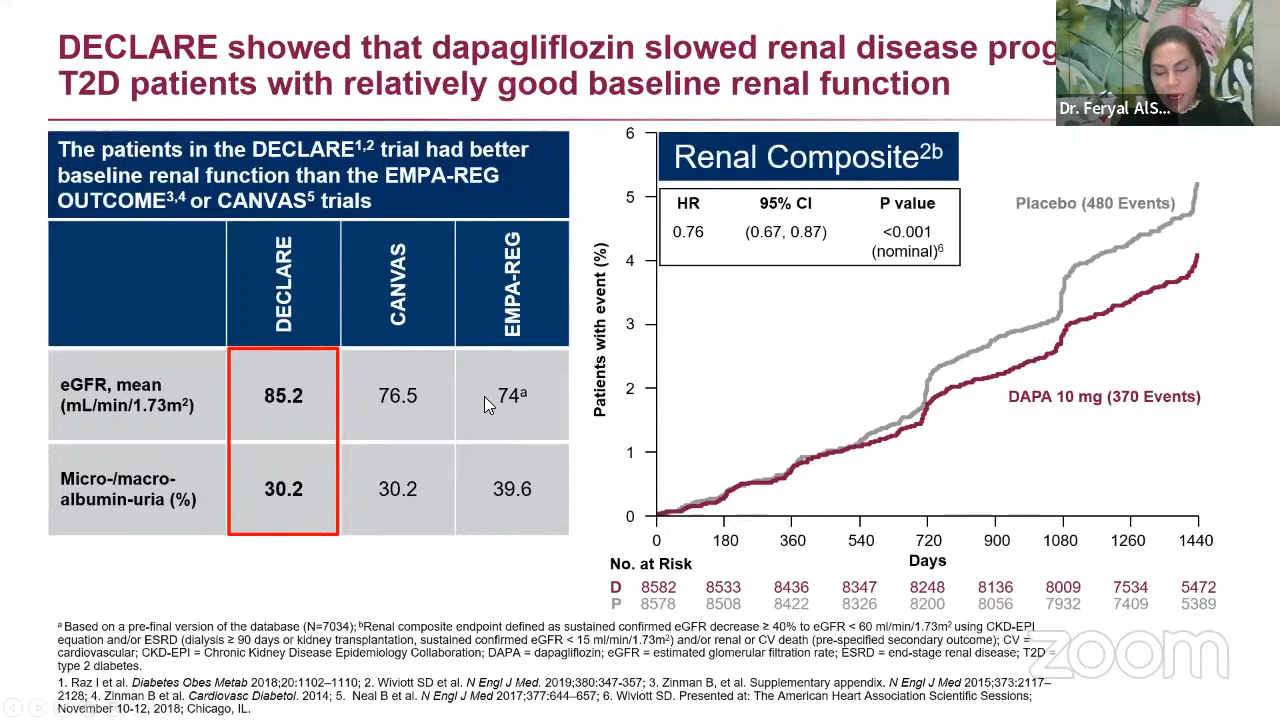 DECLARE showed that dapagliflozin slowed renal disease prog
T2D patients with relatively good baseline renal function
Dr. Feryal AlS...
The patients in the DECLARE1,2 trial had better
baseline renal function than the EMPA-REG
OUTCOME3,4 or CANVAS5 trials
DECLARE
CANVAS
EMPA-REG
eGFR, mean
(mL/min/1.73m2)
85.2
76.5
74a
Micro-/macro-
albumin-uria (%)
30.2
30.2
39.6
Renal Composite2b
HR 95% CI P value
0.76 (0.67, 0.87) <0.001
(nominal)6
Placebo (480 Events)
DAPA 10 mg (370 Events)
Patients with event (%)
6
5
4
3
2
1
0
0 180 360 540 720 900 1080 1260 1440
Days
No. at Risk
D 8582 8533 8436 8347 8248 8136 8009 7534 5472
P 8578 8508 8422 8326 8200 8056 7932 7409 5389
a Based on a pre-final version of the database (N=7034); bRenal composite endpoint defined as sustained confirmed eGFR decrease ≥ 40% to eGFR < 60 ml/min/1.73m2 using CKD-EPI
equation and/or ESRD (dialysis ≥ 90 days or kidney transplantation, sustained confirmed eGFR < 15 ml/min/1.73m2) and/or renal or CV death (pre-specified secondary outcome); CV =
cardiovascular; CKD-EPI = Chronic Kidney Disease Epidemiology Collaboration; DAPA = dapagliflozin; eGFR = estimated glomerular filtration rate; ESRD = end-stage renal disease; T2D =
type 2 diabetes.
1. Raz I et al. Diabetes Obes Metab 2018;20:1102–1110; 2. Wiviott SD et al. N Engl J Med. 2019;380:347-357; 3. Zinman B, et al. Supplementary appendix. N Engl J Med 2015;373:2117–
2128; 4. Zinman B et al. Cardiovasc Diabetol. 2014; 5. Neal B et al. N Engl J Med 2017;377:644–657; 6. Wiviott SD. Presented at: The American Heart Association Scientific Sessions;
November 10-12, 2018; Chicago, IL.
zoom